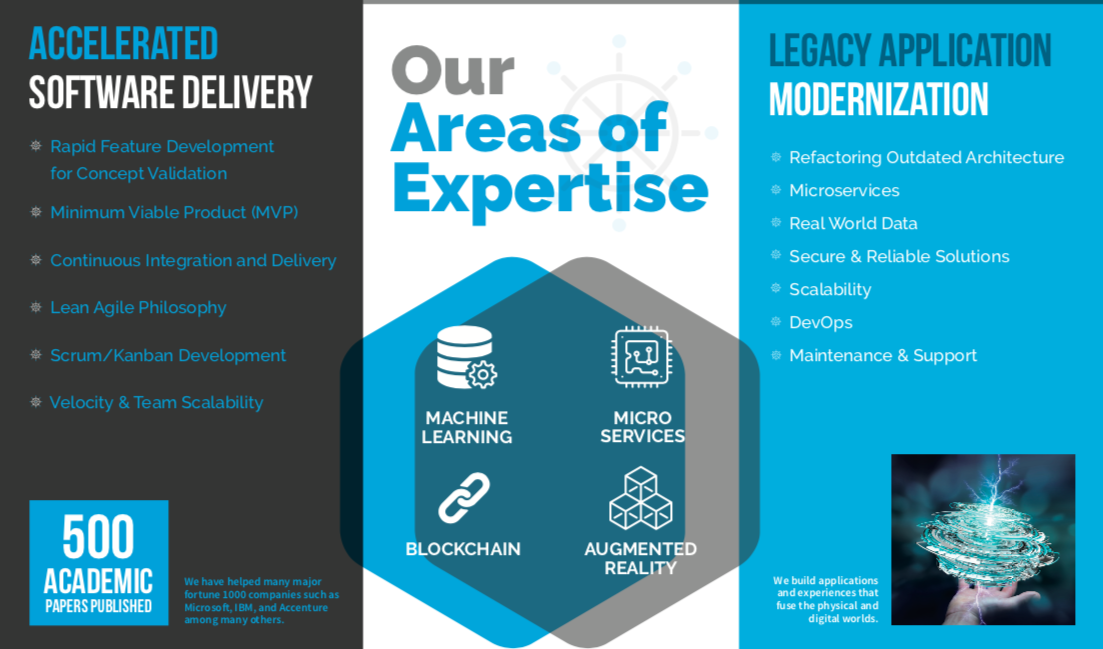 ACCELERATED
SOFTWARE DELIVERY
Rapid Feature Development
for Concept Validation
Minimum Viable Product (MVP)
Continuous Integration and Delivery
Lean Agile Philosophy
Scrum/Kanban Development
Velocity & Team Scalability
500
ACADEMIC
PAPERS PUBLISHED
We have helped many major
fortune 1000 companies such as
Microsoft, IBM, and Accenture
among many others.
Our
Areas of
Expertise
MACHINE
LEARNING
MICRO
SERVICES
BLOCKCHAIN
AUGMENTED
REALITY
LEGACY APPLICATION
MODERNIZATION
Refactoring Outdated Architecture
Microservices
Real World Data
Secure & Reliable Solutions
Scalability
DevOps
Maintenance & Support
We build applications
and experiences that
fuse the physical and
digital worlds.